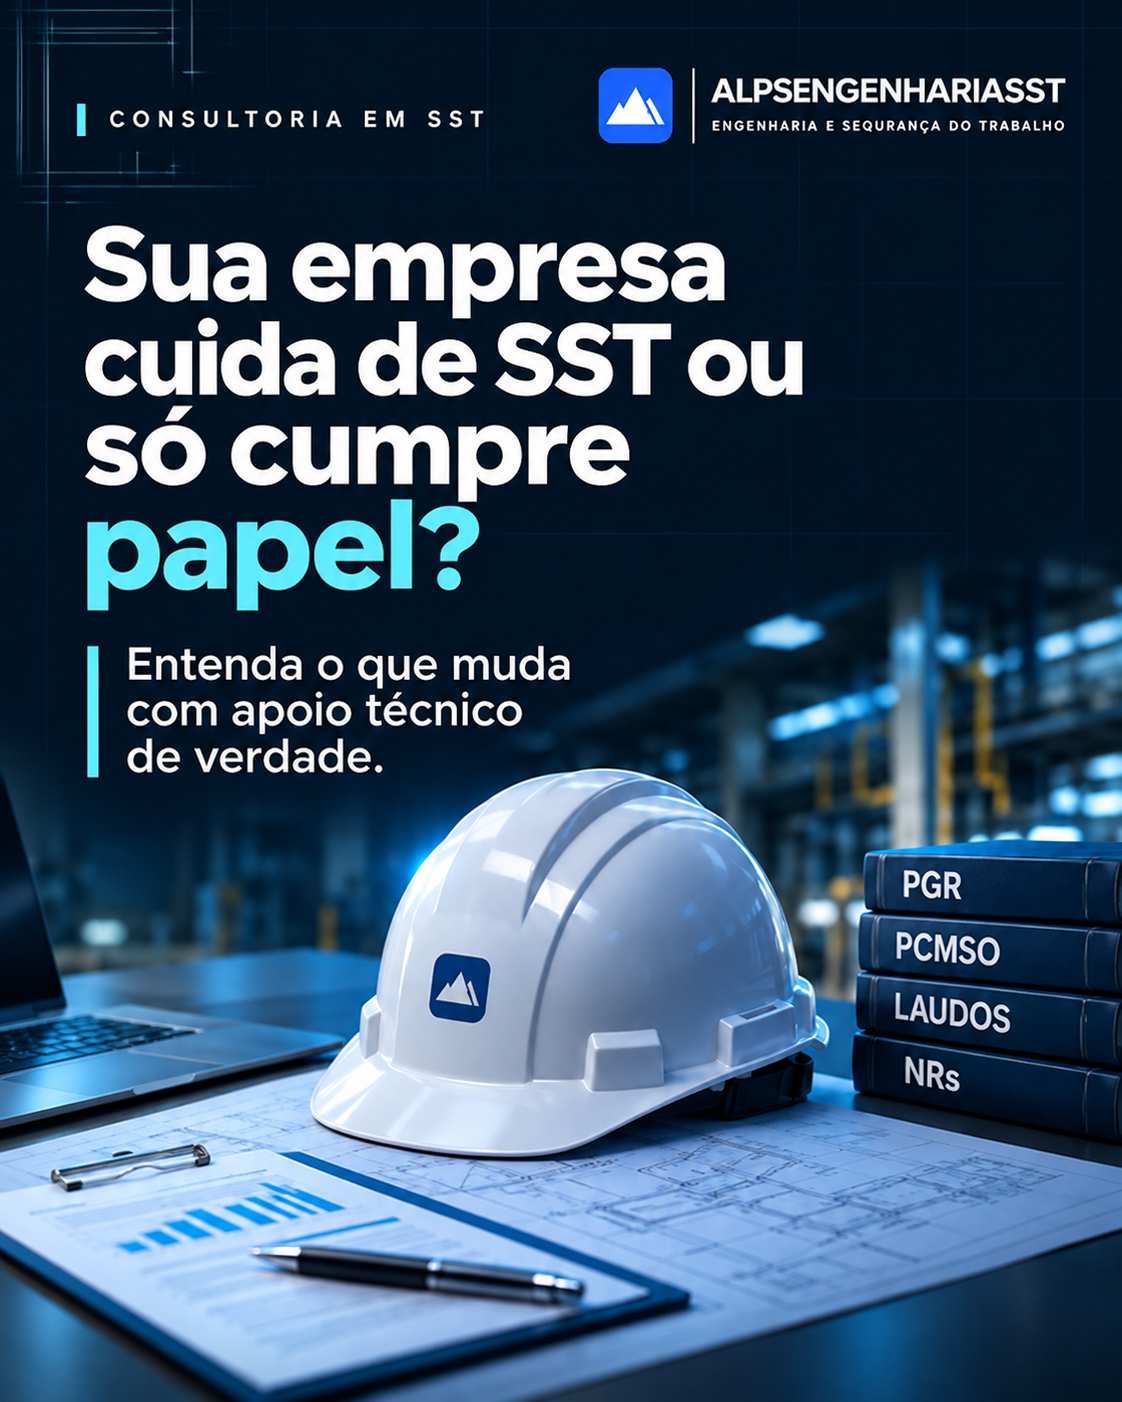 CONSULTORIA EM SST
ALPSENGENHARIASST
ENGENHARIA E SEQURANÇA DO TRABALHO
Sua empresa
cuida de SST ou
só cumpre
papel?
Entenda o que muda
com apoio técnico
de verdade.
PGR
PCMSO
LAUDOS
NRs